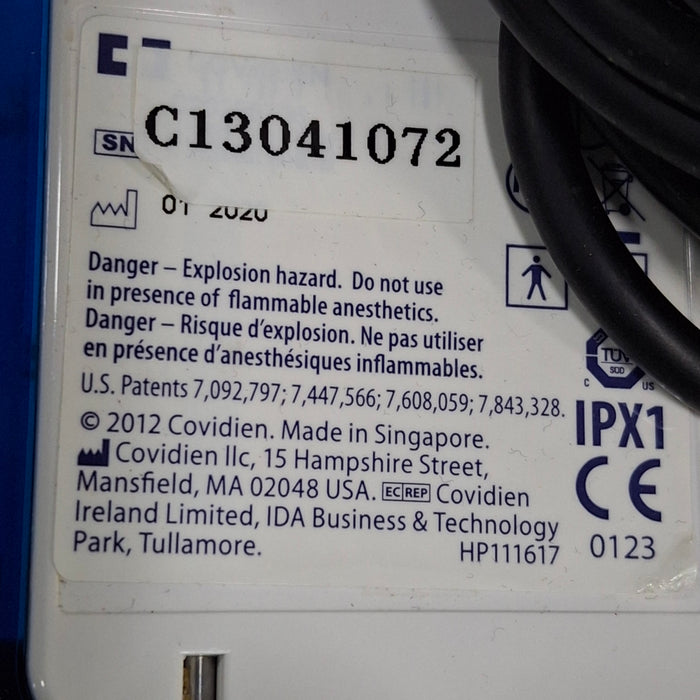 SN C13041072
01 2020
Danger – Explosion hazard. Do not use
in presence of flammable anesthetics.
Danger – Risque d'explosion. Ne pas utiliser
en présence d'anesthésiques inflammables.
U.S. Patents 7,092,797; 7,447,566; 7,608,059; 7,843,328.
© 2012 Covidien. Made in Singapore.
Covidien llc, 15 Hampshire Street,
Mansfield, MA 02048 USA. EC REP Covidien
Ireland Limited, IDA Business & Technology
Park, Tullamore.
HP111617
TÜV
SÜD
C US
IPX1
CE
0123